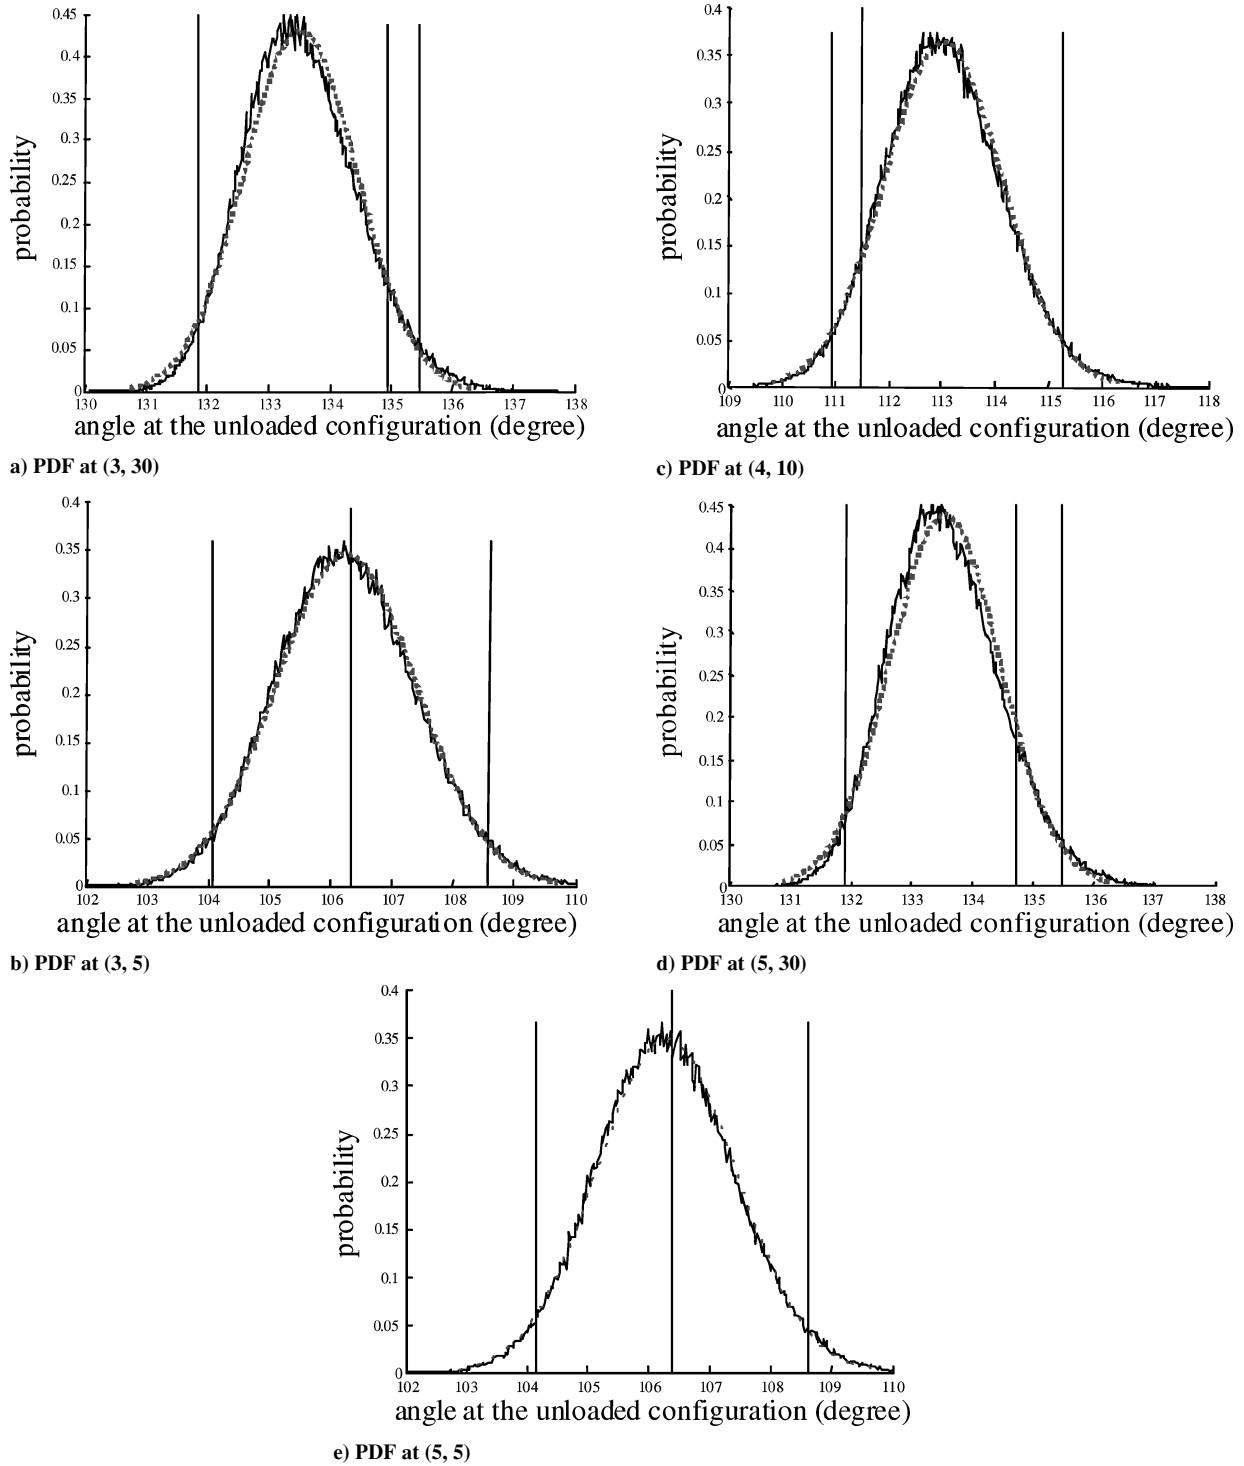 0.45
0.4
0.35
0.3
0.25
0.2
0.15
0.1
0.05
0
probability
130 131 132 133 134 135 136 137 138
angle at the unloaded configuration (degree)
a) PDF at (3, 30)
0.4
0.35
0.3
0.25
0.2
0.15
0.1
0.05
0
probability
109 110 111 112 113 114 115 116 117 118
angle at the unloaded configuration (degree)
c) PDF at (4, 10)
0.4
0.35
0.3
0.25
0.2
0.15
0.1
0.05
0
probability
102 103 104 105 106 107 108 109 110
angle at the unloaded configuration (degree)
b) PDF at (3, 5)
0.45
0.4
0.35
0.3
0.25
0.2
0.15
0.1
0.05
0
probability
130 131 132 133 134 135 136 137 138
angle at the unloaded configuration (degree)
d) PDF at (5, 30)
0.4
0.35
0.3
0.25
0.2
0.15
0.1
0.05
0
probability
102 103 104 105 106 107 108 109 110
angle at the unloaded configuration (degree)
e) PDF at (5, 5)